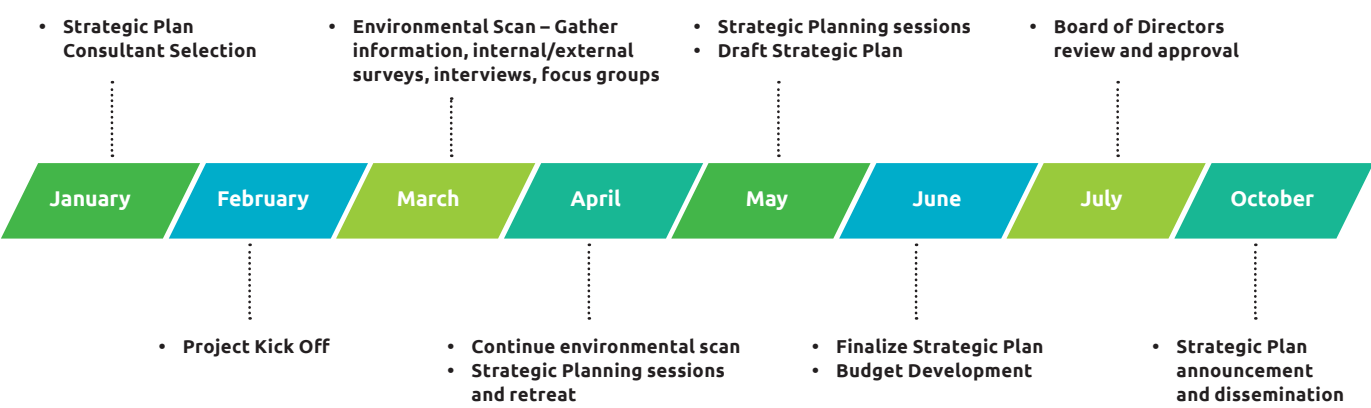 • Strategic Plan
Consultant Selection
• Environmental Scan – Gather
information, internal/external
surveys, interviews, focus groups
• Strategic Planning sessions
• Draft Strategic Plan
• Board of Directors
review and approval
January
February
March
April
May
June
July
October
• Project Kick Off
• Continue environmental scan
• Strategic Planning sessions
and retreat
• Finalize Strategic Plan
• Budget Development
• Strategic Plan
announcement
and dissemination